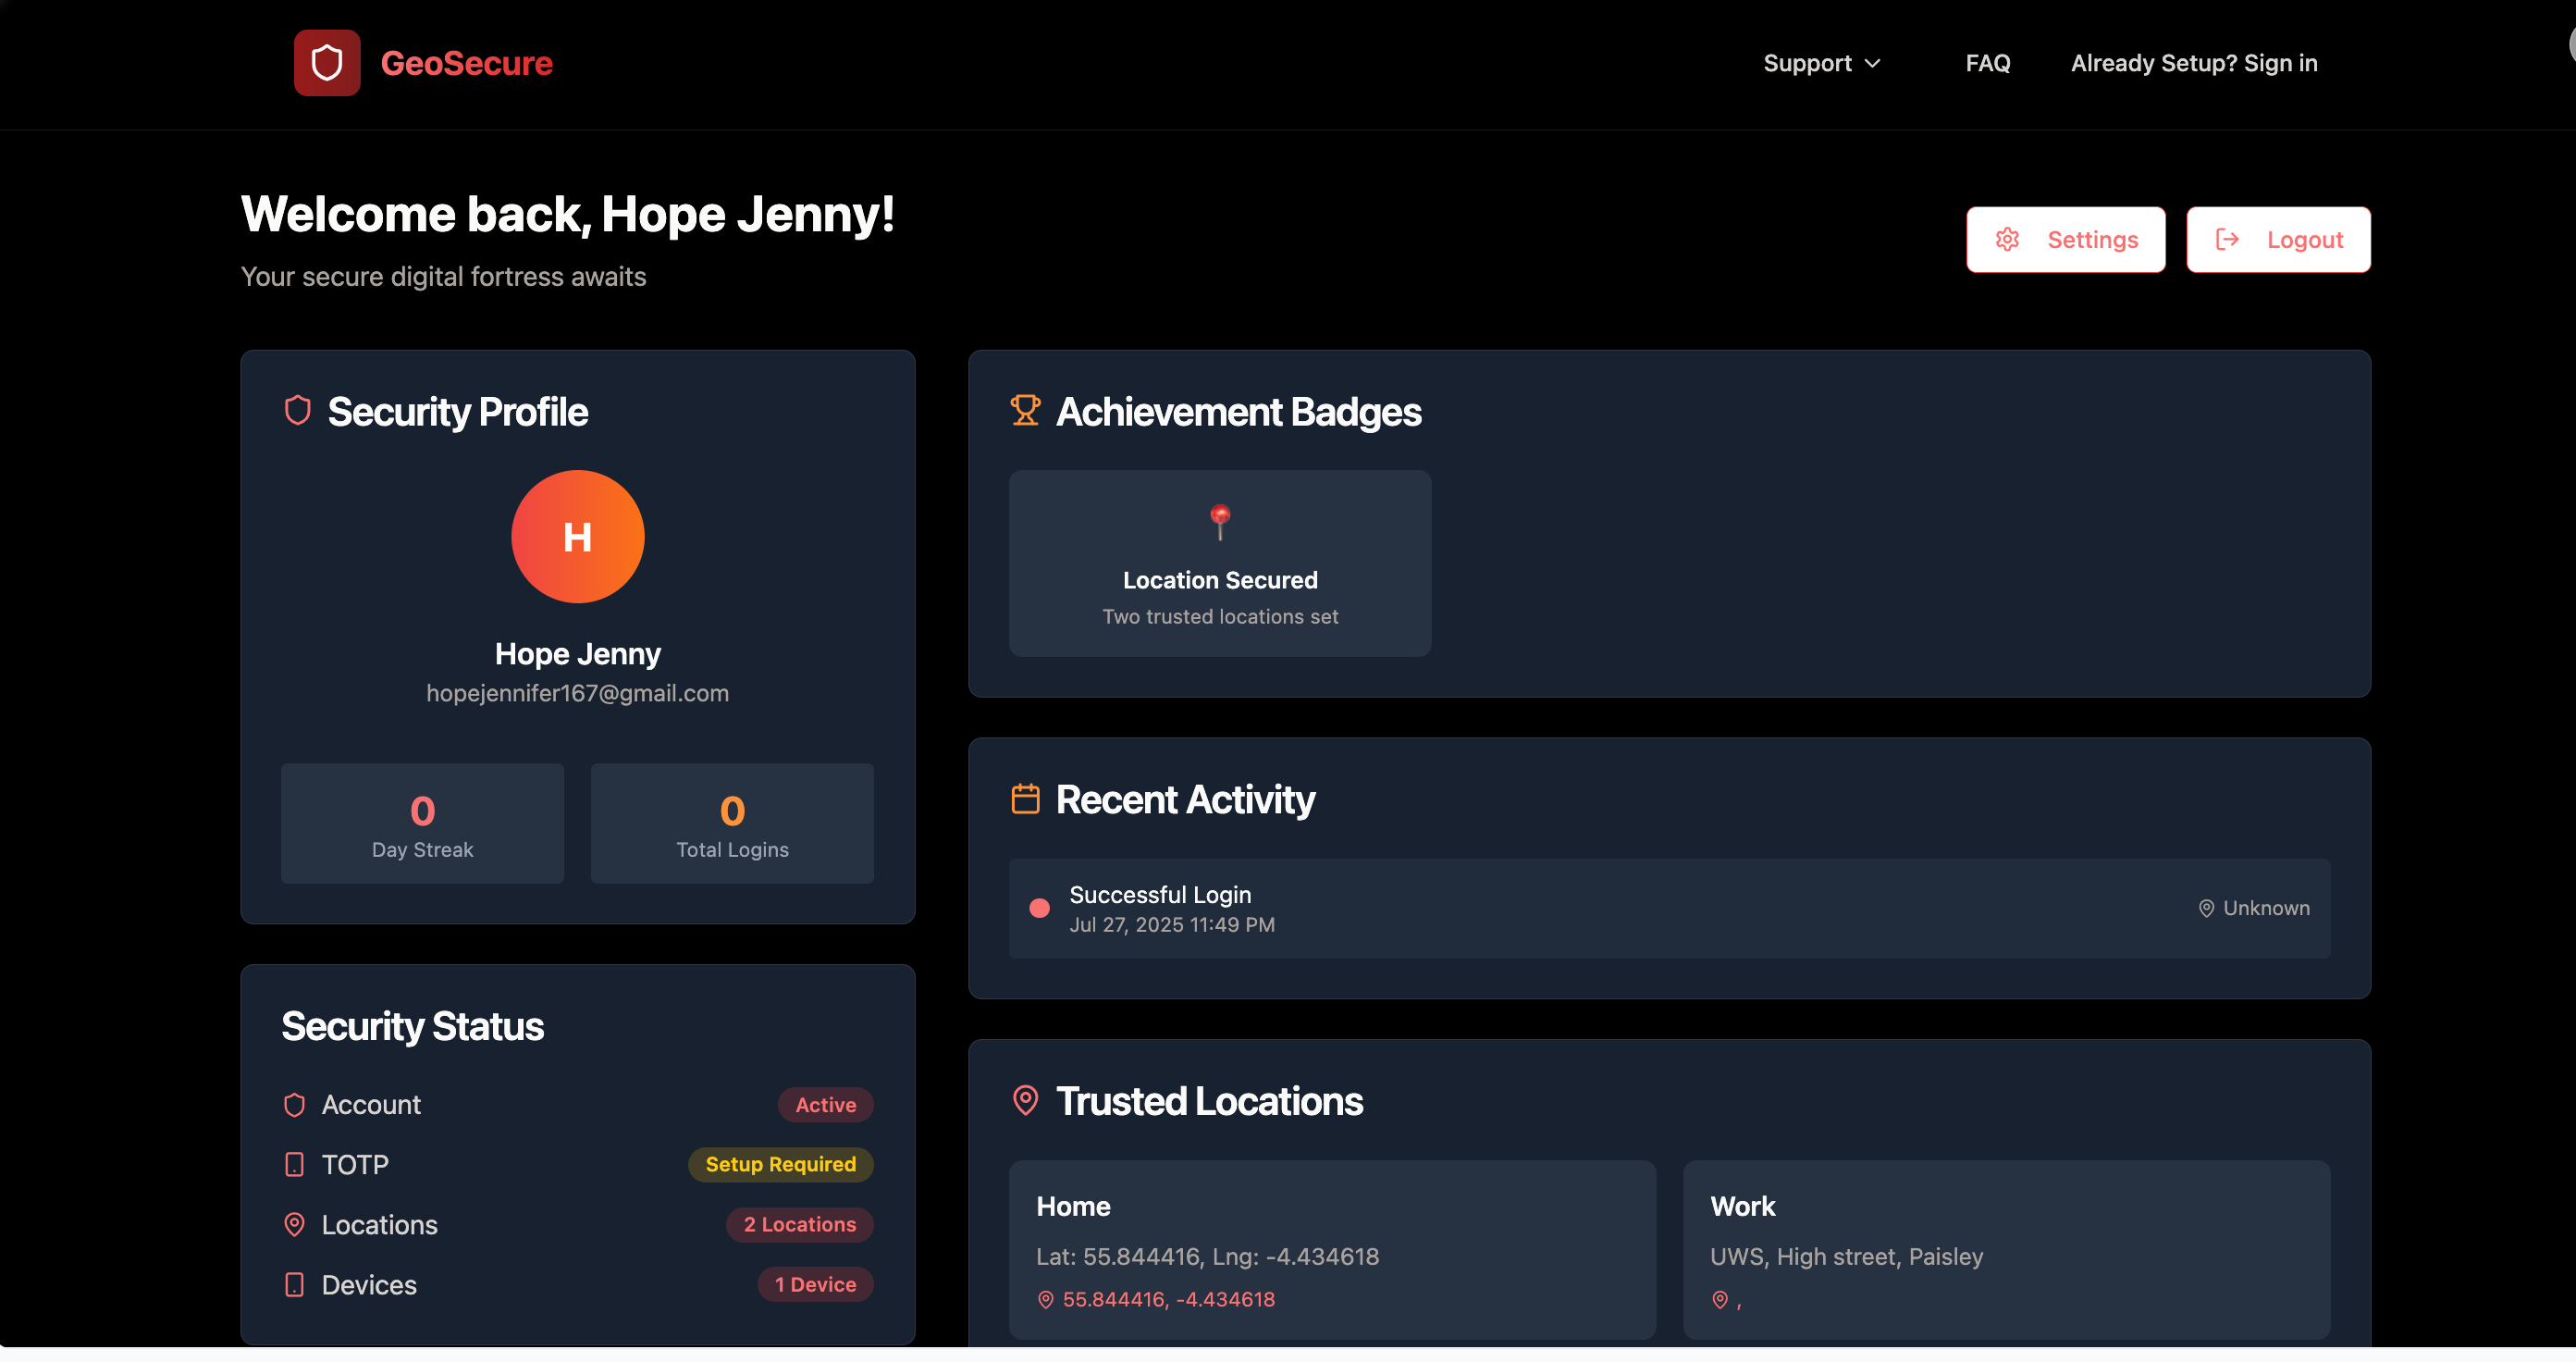 GeoSecure
Support
FAQ
Already Setup? Sign in
Welcome back, Hope Jenny!
Your secure digital fortress awaits
Settings
Logout
Security Profile
H
Hope Jenny
hopejennifer167@gmail.com
0
Day Streak
0
Total Logins
Security Status
Account
Active
TOTP
Setup Required
Locations
2 Locations
Devices
1 Device
Achievement Badges
Location Secured
Two trusted locations set
Recent Activity
Successful Login
Jul 27, 2025 11:49 PM
Unknown
Trusted Locations
Home
Lat: 55.844416, Lng: -4.434618
55.844416, -4.434618
Work
UWS, High street, Paisley
,